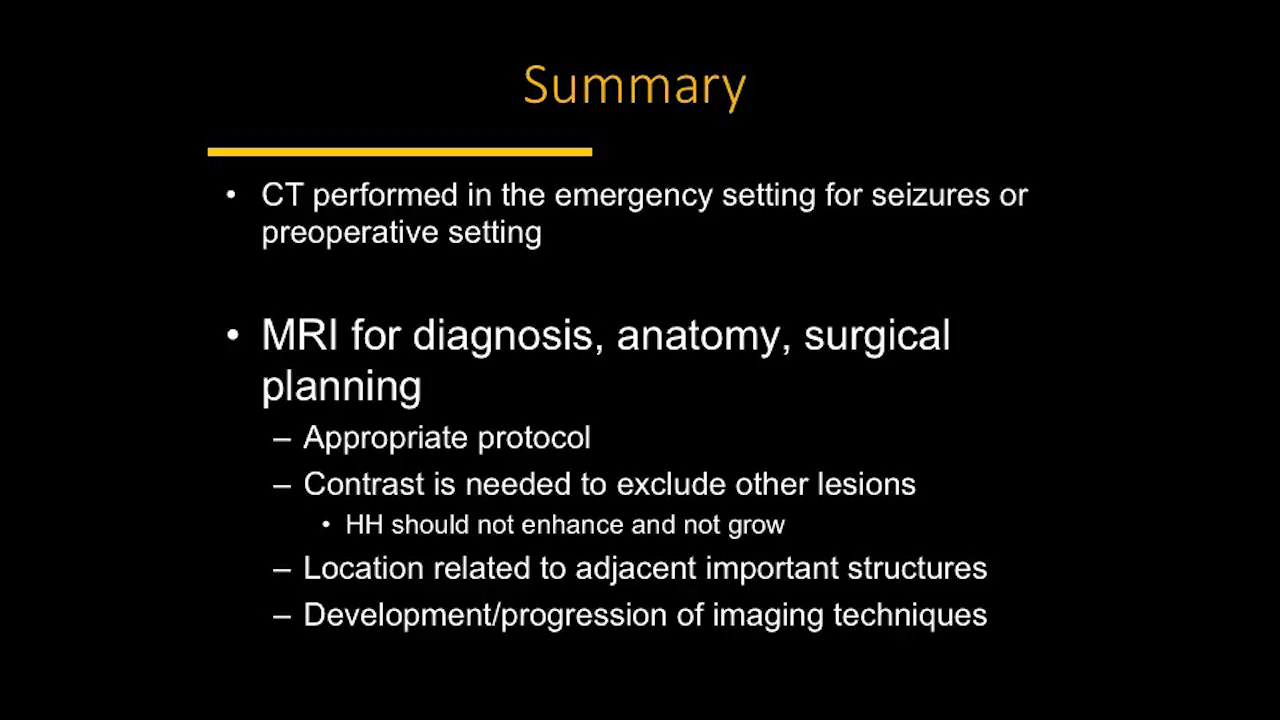 Summary
• CT performed in the emergency setting for seizures or
preoperative setting
• MRI for diagnosis, anatomy, surgical
planning
– Appropriate protocol
– Contrast is needed to exclude other lesions
• HH should not enhance and not grow
– Location related to adjacent important structures
– Development/progression of imaging techniques